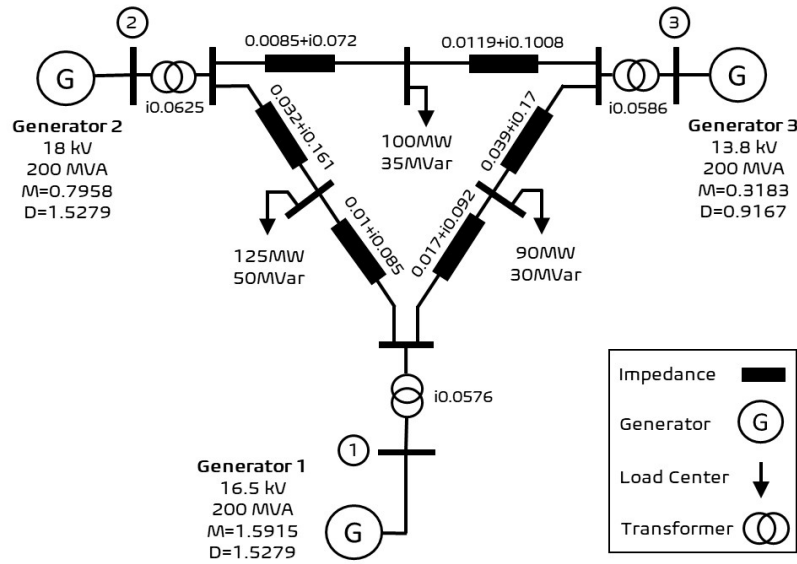 2
3
0.0085+i0.072
0.0119+i0.1008
G
G
i0.0625
i0.0586
Generator 2
18 kV
200 MVA
M=0.7958
D=1.5279
0.032+i0.161
100MW
35MVar
0.039+i0.17
Generator 3
13.8 kV
200 MVA
M=0.3183
D=0.9167
125MW
50MVar
0.01+i0.085
0.017+i0.092
90MW
30MVar
i0.0576
1
Generator 1
16.5 kV
200 MVA
M=1.5915
D=1.5279
G
Impedance
Generator
G
Load Center
Transformer